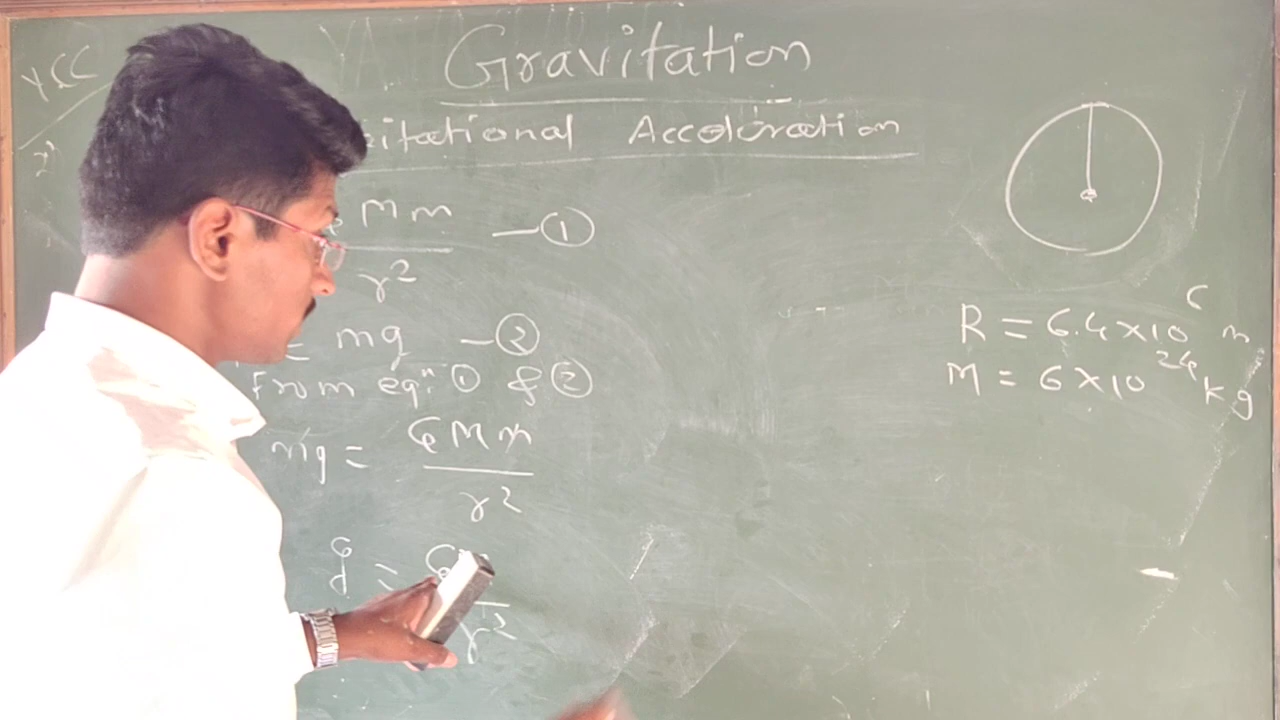 YCC
Gravitation
itational Acceleration
Mm — ①
r²
= mg — ②
From eqⁿ. ① & ②
mg = GMm
r²
g = G
r²
R = 6.4×10⁶ m
M = 6×10²⁴ kg